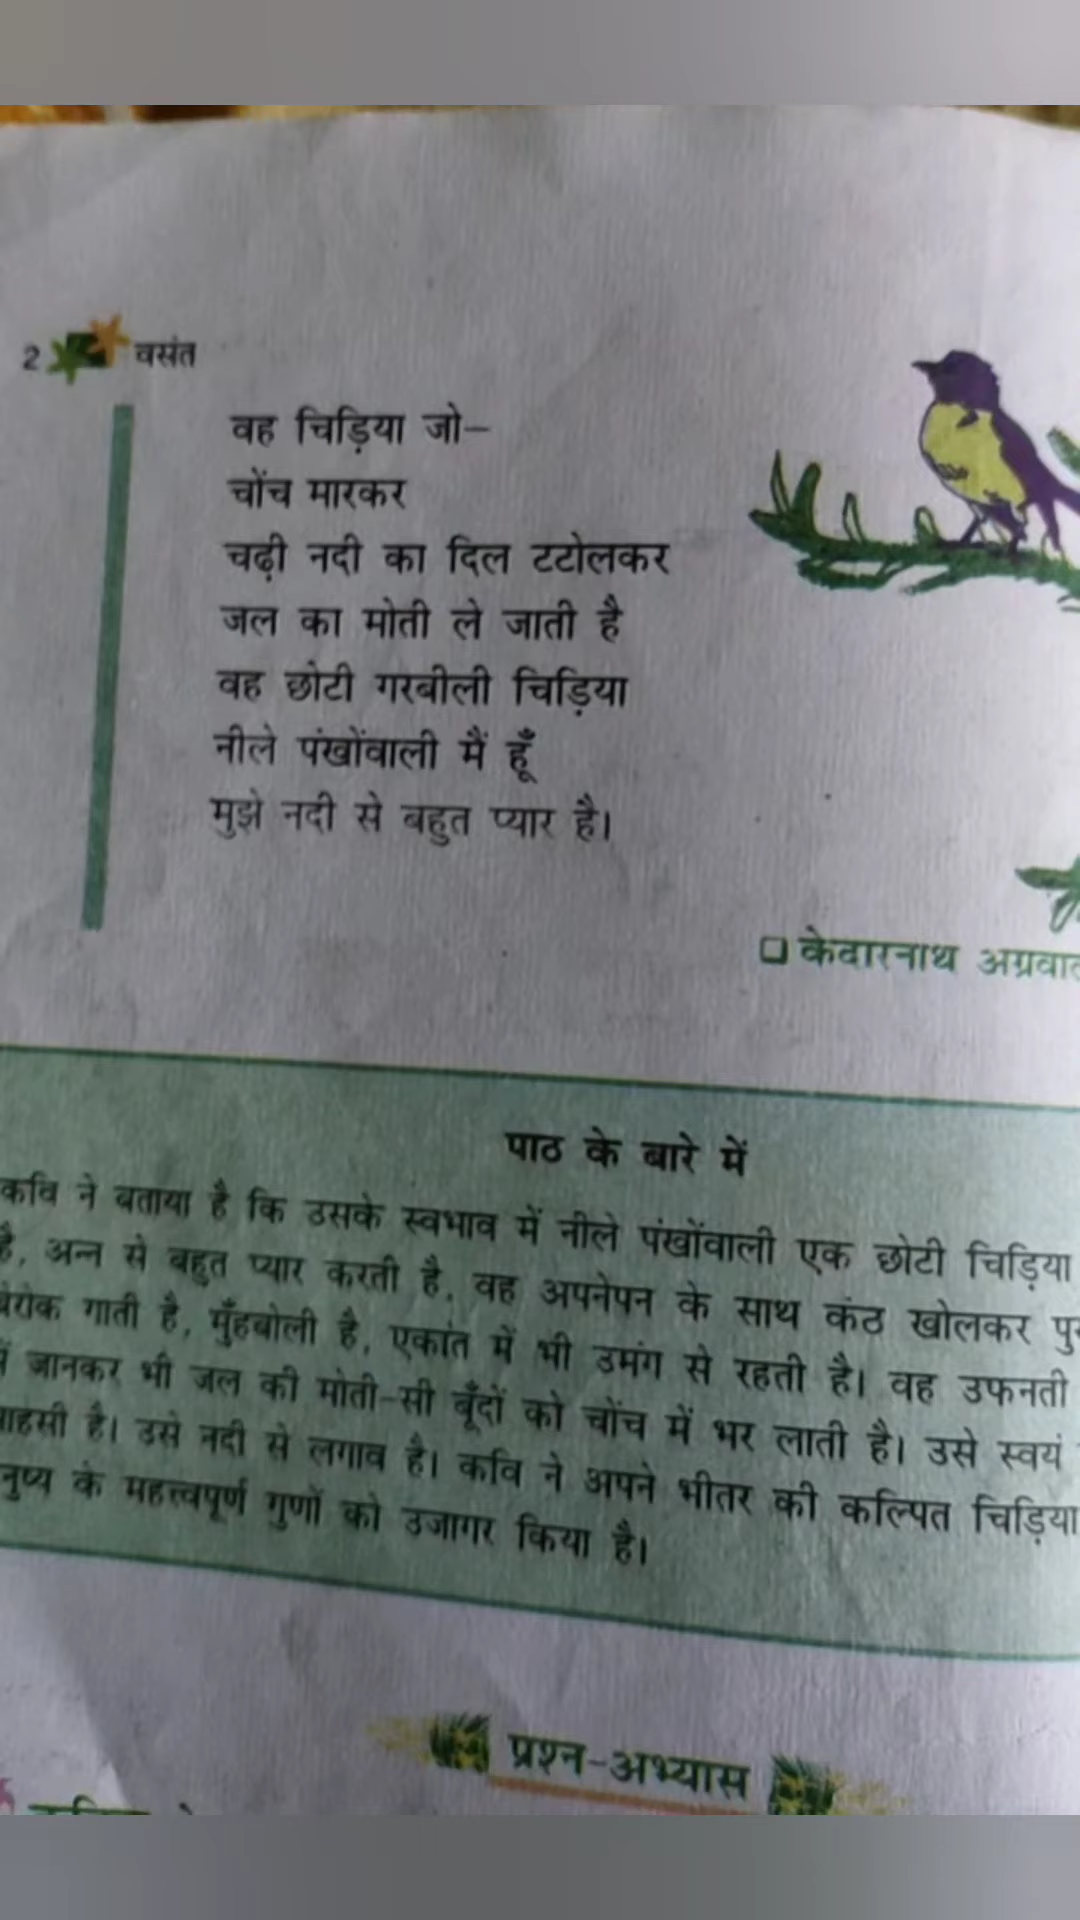 2 वसंत
वह चिड़िया जो–
चोंच मारकर
चढ़ी नदी का दिल टटोलकर
जल का मोती ले जाती है
वह छोटी गरबीली चिड़िया
नीले पंखोंवाली मैं हूँ
मुझे नदी से बहुत प्यार है।
केदारनाथ
पाठ के बारे में
कवि ने बताया है कि उसके स्वभाव में नीले पंखोंवाली एक छोटी चिड़िया
है, अन्न से बहुत प्यार करती है, वह अपनेपन के साथ कंठ खोलकर
गाती है, मुँहबोली है, एकांत में भी उमंग से रहती है। वह उफनती
जानकर भी जल की मोती-सी बूँदों को चोंच में भर लाती है। उसे स्वयं
है। उसे नदी से लगाव है। कवि ने अपने भीतर की कल्पित चिड़िया
के महत्त्वपूर्ण गुणों को उजागर किया है।
प्रश्न-अभ्यास